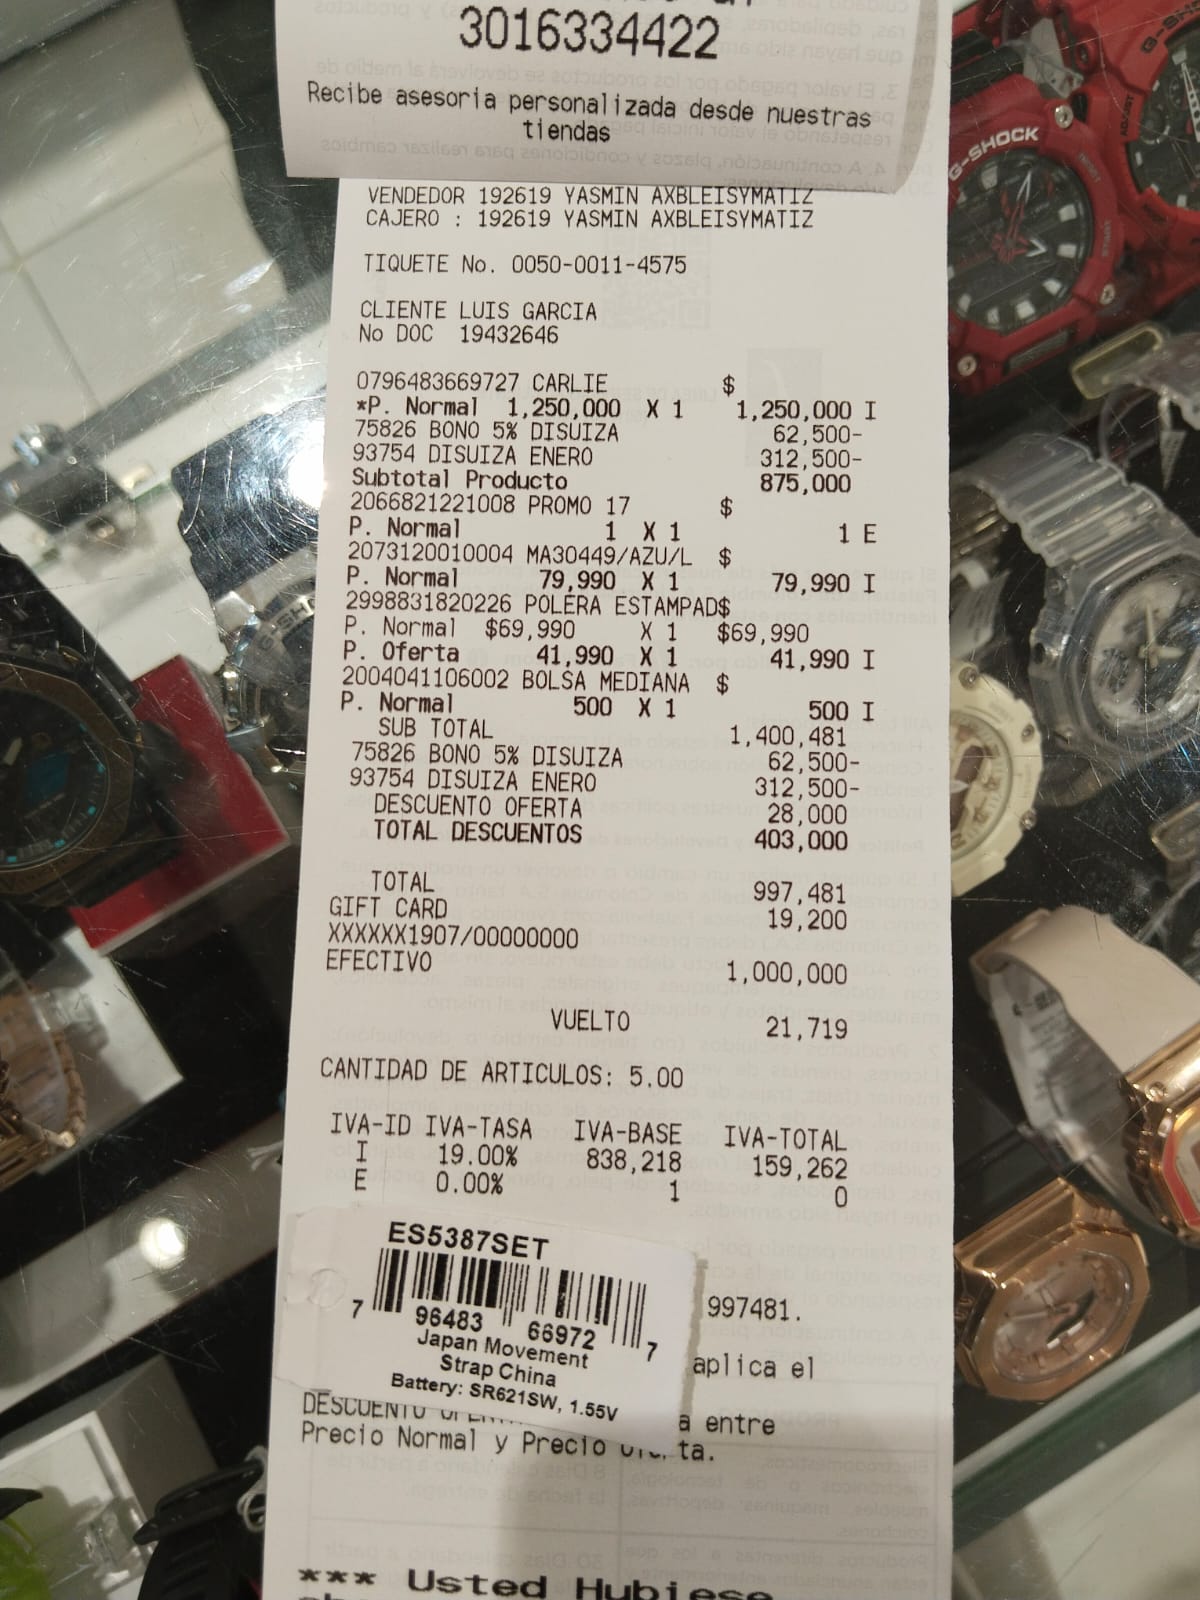 3016334422
Recibe asesoria personalizada desde nuestras
tiendas
VENDEDOR 192619 YASMIN AXBLEISYMATIZ
CAJERO : 192619 YASMIN AXBLEISYMATIZ
TIQUETE No. 0050-0011-4575
CLIENTE LUIS GARCIA
No DOC 19432646
0796483669727 CARLIE $
*P. Normal 1,250,000 X 1 1,250,000 I
75826 BONO 5% DISUIZA 62,500-
93754 DISUIZA ENERO 312,500-
Subtotal Producto 875,000
2066821221008 PROMO 17 $
P. Normal 1 X 1 1 E
2073120010004 MA30449/AZU/L $
P. Normal 79,990 X 1 79,990 I
2998831820226 POLERA ESTAMPAD$
P. Normal $69,990 X 1 $69,990
P. Oferta 41,990 X 1 41,990 I
2004041106002 BOLSA MEDIANA $
P. Normal 500 X 1 500 I
SUB TOTAL 1,400,481
75826 BONO 5% DISUIZA 62,500-
93754 DISUIZA ENERO 312,500-
DESCUENTO OFERTA 28,000
TOTAL DESCUENTOS 403,000
TOTAL 997,481
GIFT CARD 19,200
XXXXXX1907/00000000
EFECTIVO 1,000,000
VUELTO 21,719
CANTIDAD DE ARTICULOS: 5.00
IVA-ID IVA-TASA IVA-BASE IVA-TOTAL
I 19.00% 838,218 159,262
E 0.00% 1 0
ES5387SET
7 96483 66972 7
Japan Movement
Strap China
Battery: SR621SW, 1.55V
997481.
aplica el
DESCUENTO a entre
Precio Normal y Precio ta.
*** Usted Hubiese
G-SHOCK